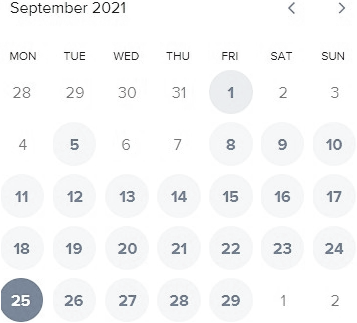 September 2021 < >
MON TUE WED THU FRI SAT SUN
28 29 30 31 1 2 3
4 5 6 7 8 9 10
11 12 13 14 15 16 17
18 19 20 21 22 23 24
25 26 27 28 29 1 2